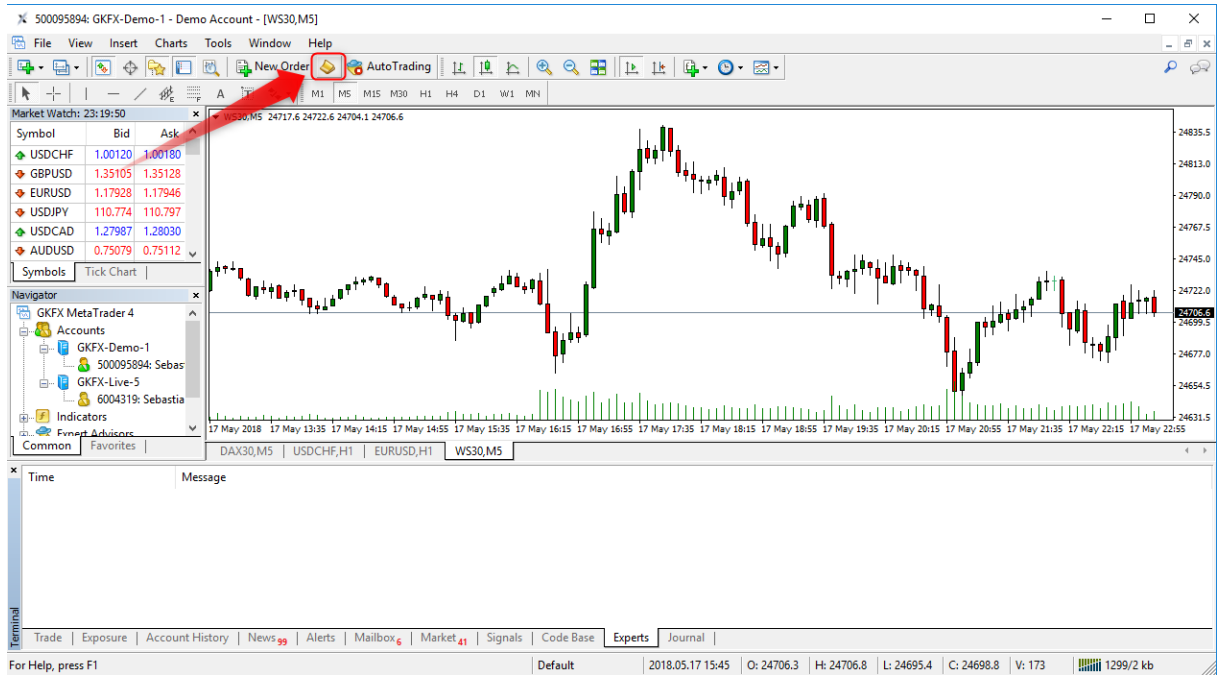 500095894: GKFX-Demo-1 - Demo Account - [WS30,M5]
File View Insert Charts Tools Window Help
New Order AutoTrading
A T M1 M5 M15 M30 H1 H4 D1 W1 MN
Market Watch: 23:19:50
Symbol Bid Ask
USDCHF 1.00120 1.00180
GBPUSD 1.35105 1.35128
EURUSD 1.17928 1.17946
USDJPY 110.774 110.797
USDCAD 1.27987 1.28030
AUDUSD 0.75079 0.75112
Symbols Tick Chart
Navigator
GKFX MetaTrader 4
Accounts
GKFX-Demo-1
500095894: Sebas
GKFX-Live-5
6004319: Sebastia
Indicators
Expert Advisors
Common Favorites
WS30,M5 24717.6 24722.6 24704.1 24706.6
24835.5
24813.0
24790.0
24767.5
24745.0
24722.0
24706.6
24699.5
24677.0
24654.5
24631.5
17 May 2018 17 May 13:35 17 May 14:15 17 May 14:55 17 May 15:35 17 May 16:15 17 May 16:55 17 May 17:35 17 May 18:15 17 May 18:55 17 May 19:35 17 May 20:15 17 May 20:55 17 May 21:35 17 May 22:15 17 May 22:55
DAX30,M5 USDCHF,H1 EURUSD,H1 WS30,M5
Time Message
Terminal
Trade Exposure Account History News 99 Alerts Mailbox 6 Market 41 Signals Code Base Experts Journal
For Help, press F1 Default 2018.05.17 15:45 O: 24706.3 H: 24706.8 L: 24695.4 C: 24698.8 V: 173 1299/2 kb